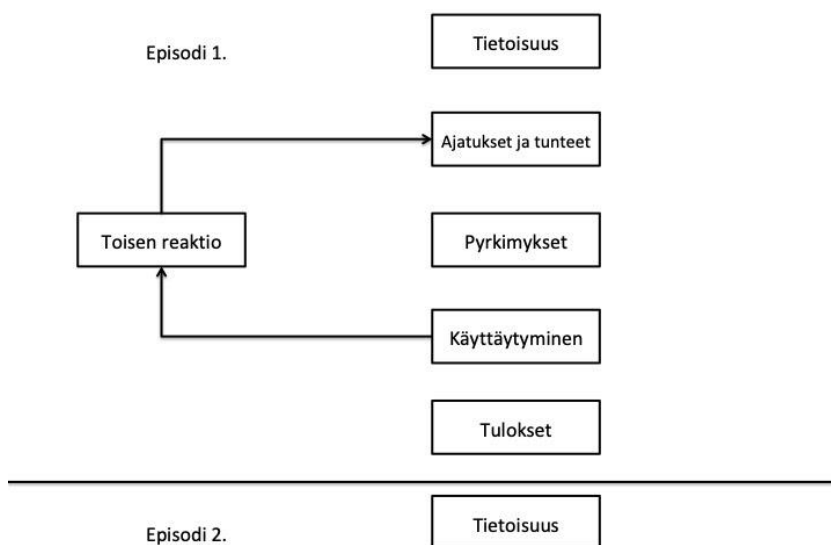 Episodi 1.
Tietoisuus
Ajatukset ja tunteet
Toisen reaktio
Pyrkimykset
Käyttäytyminen
Tulokset
Episodi 2.
Tietoisuus